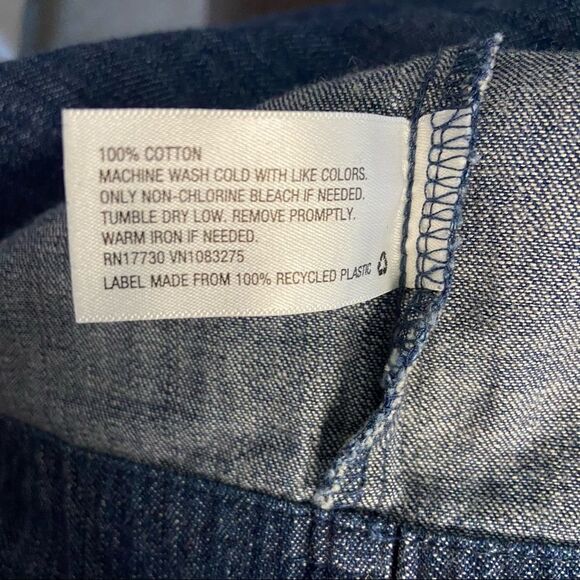 100% COTTON
MACHINE WASH COLD WITH LIKE COLORS.
ONLY NON-CHLORINE BLEACH IF NEEDED.
TUMBLE DRY LOW. REMOVE PROMPTLY.
WARM IRON IF NEEDED.
RN17730 VN1083275
LABEL MADE FROM 100% RECYCLED PLASTIC